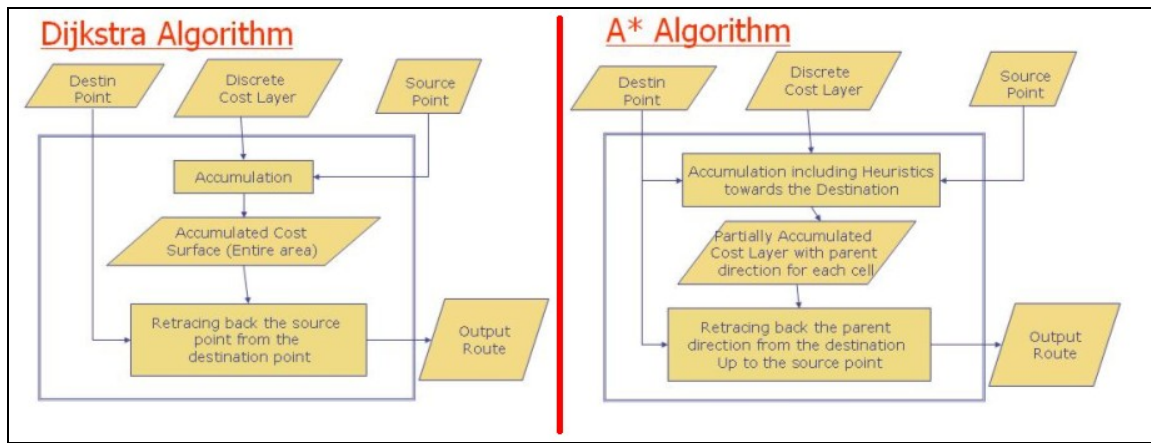 Dijkstra Algorithm
Destin
Point
Discrete
Cost Layer
Source
Point
Accumulation
Accumulated Cost
Surface (Entire area)
Retracing back the source
point from the
destination point
Output
Route
A* Algorithm
Destin
Point
Discrete
Cost Layer
Source
Point
Accumulation including Heuristics
towards the Destination
Partially Accumulated
Cost Layer with parent
direction for each cell
Retracing back the parent
direction from the destination
Up to the source point
Output
Route